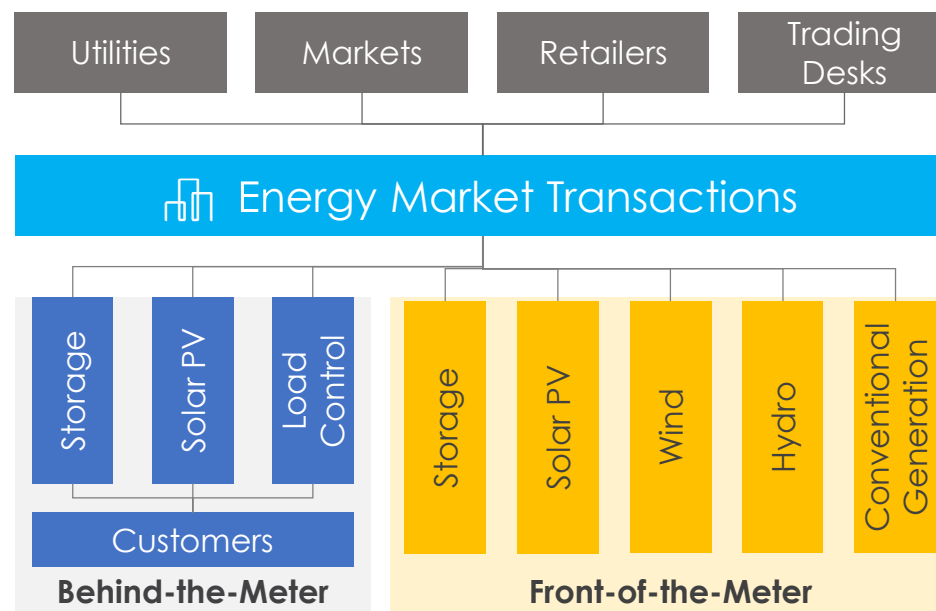 Utilities
Markets
Retailers
Trading
Desks
Energy Market Transactions
Storage
Solar PV
Load
Control
Customers
Behind-the-Meter
Storage
Solar PV
Wind
Hydro
Conventional
Generation
Front-of-the-Meter